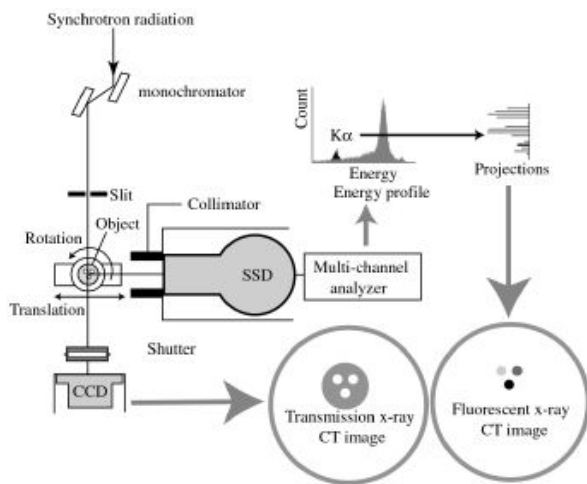 Synchrotron radiation
monochromator
Count
Kα
Energy
Energy profile
Projections
Slit
Collimator
Object
Rotation
SSD
Multi-channel
analyzer
Translation
Shutter
CCD
Transmission x-ray
CT image
Fluorescent x-ray
CT image